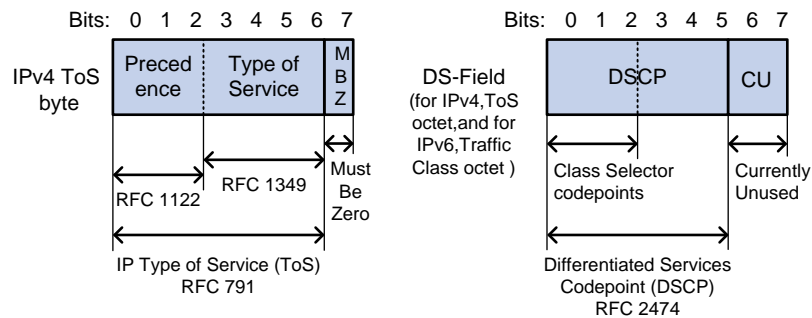 Bits: 0 1 2 3 4 5 6 7
IPv4 ToS
byte
Preced
ence
Type of
Service
M
B
Z
RFC 1122
RFC 1349
Must
Be
Zero
IP Type of Service (ToS)
RFC 791
Bits: 0 1 2 3 4 5 6 7
DS-Field
(for IPv4,ToS
octet,and for
IPv6,Traffic
Class octet )
DSCP
CU
Class Selector
codepoints
Currently
Unused
Differentiated Services
Codepoint (DSCP)
RFC 2474